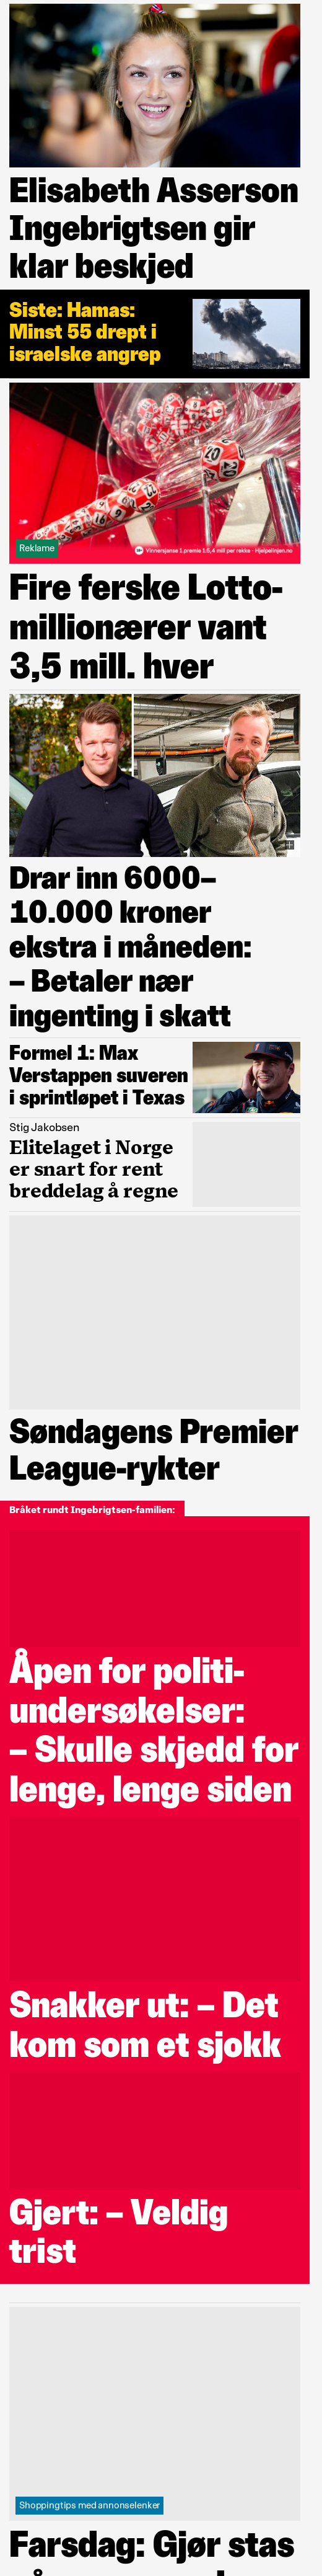 Elisabeth Asserson
Ingebrigtsen gir
klar beskjed
Siste: Hamas:
Minst 55 drept i
israelske angrep
20
20
Reklame
18+ Vinnersjanse 1.premie 1:5,4 mill per rekke - Hjelpelinjen.no
Fire ferske Lotto-
millionærer vant
3,5 mill. hver
Drar inn 6000–
10.000 kroner
ekstra i måneden:
– Betaler nær
ingenting i skatt
Formel 1: Max
Verstappen suveren
i sprintløpet i Texas
Stig Jakobsen
Elitelaget i Norge
er snart for rent
breddelag å regne
Søndagens Premier
League-rykter
Bråket rundt Ingebrigtsen-familien:
Åpen for politi-
undersøkelser:
– Skulle skjedd for
lenge, lenge siden
Snakker ut: – Det
kom som et sjokk
Gjert: – Veldig
trist
Shoppingtips med annonselenker
Farsdag: Gjør stas